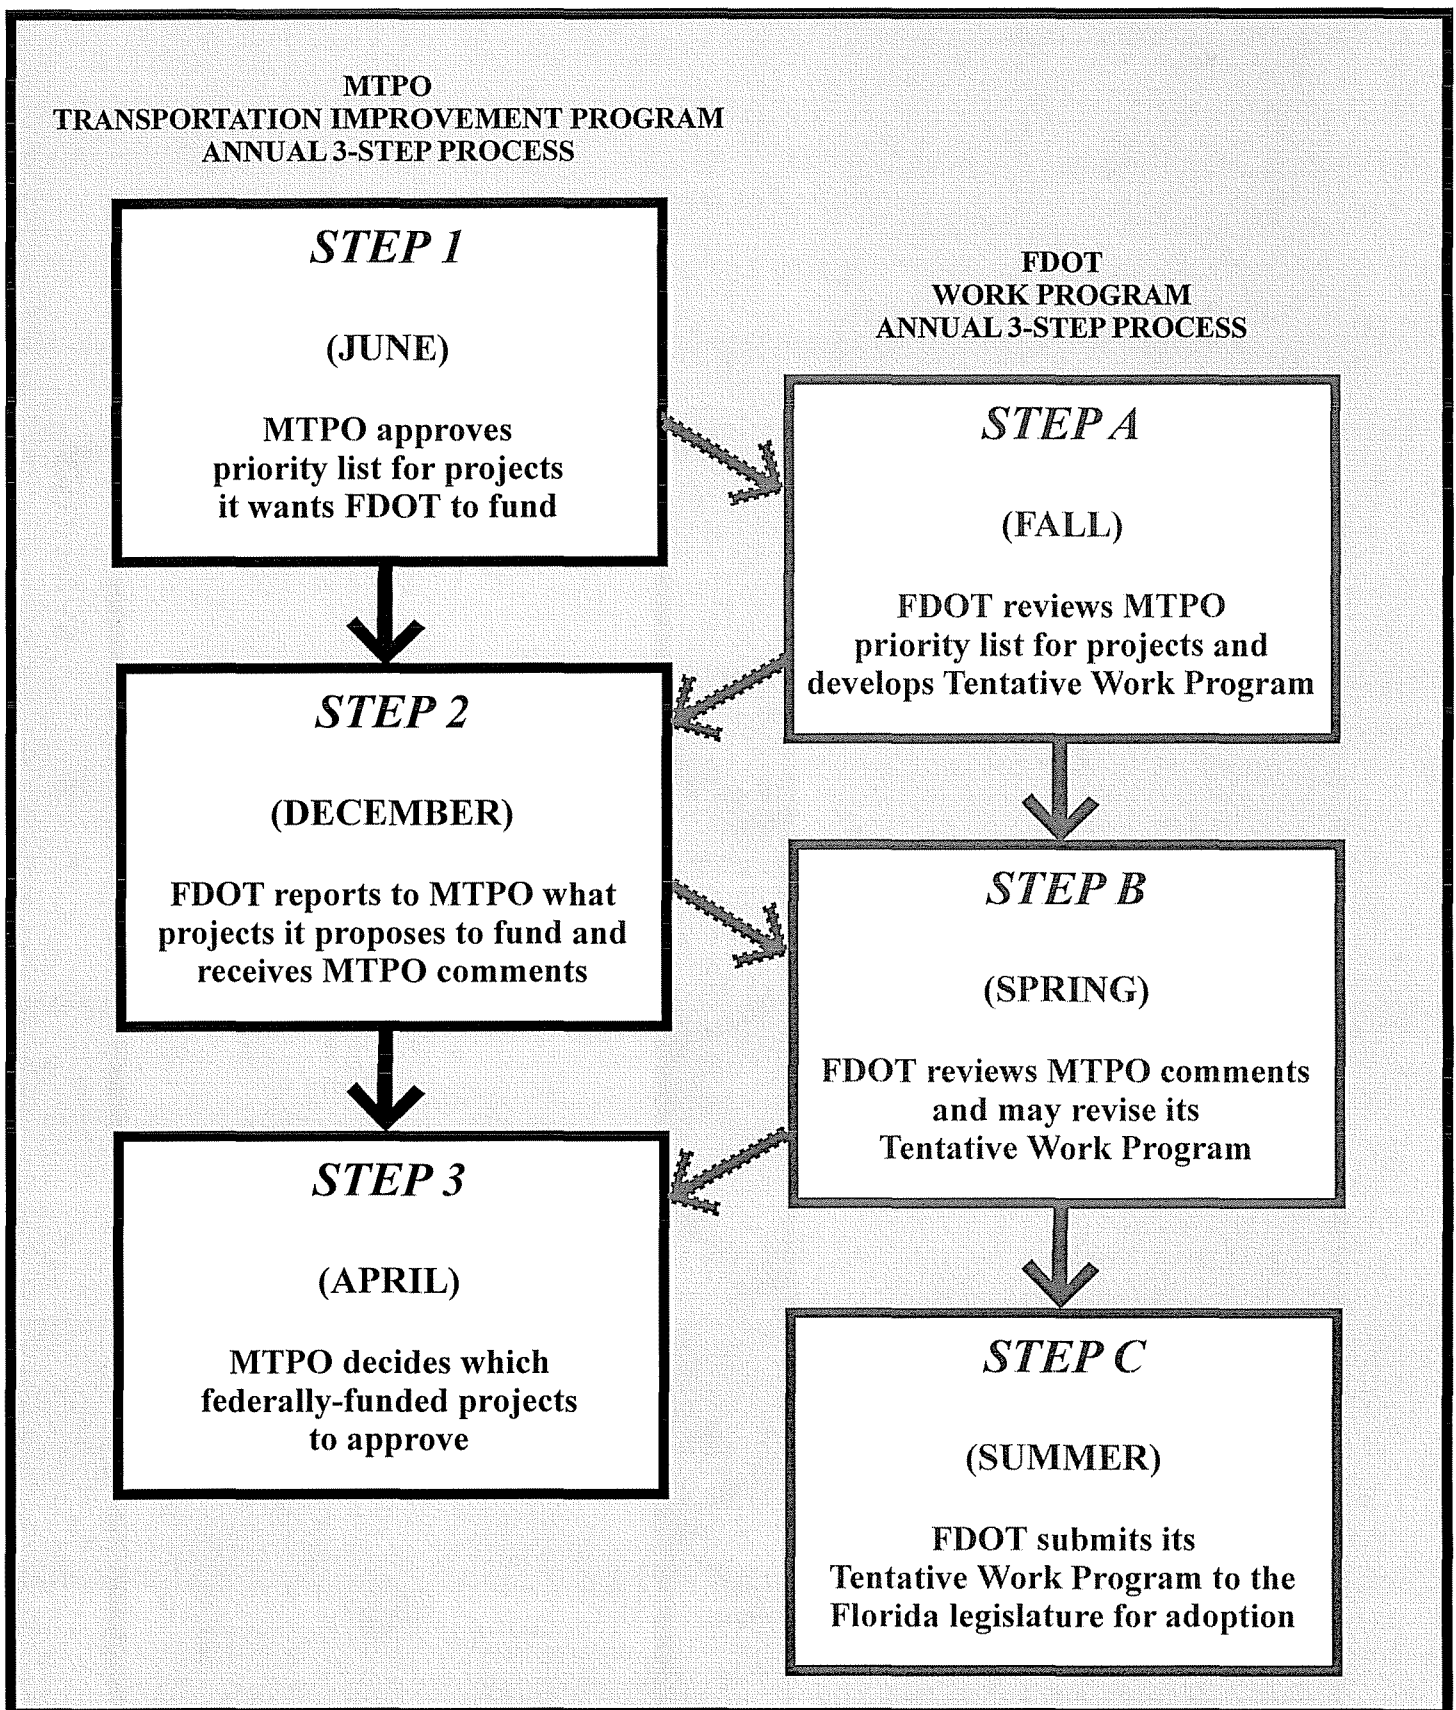 MTPO
TRANSPORTATION IMPROVEMENT PROGRAM
ANNUAL 3-STEP PROCESS
STEP 1
(JUNE)
MTPO approves
priority list for projects
it wants FDOT to fund
FDOT
WORK PROGRAM
ANNUAL 3-STEP PROCESS
STEP A
(FALL)
FDOT reviews MTPO
priority list for projects and
develops Tentative Work Program
STEP 2
(DECEMBER)
FDOT reports to MTPO what
projects it proposes to fund and
receives MTPO comments
STEP B
(SPRING)
FDOT reviews MTPO comments
and may revise its
Tentative Work Program
STEP 3
(APRIL)
MTPO decides which
federally-funded projects
to approve
STEP C
(SUMMER)
FDOT submits its
Tentative Work Program to the
Florida legislature for adoption